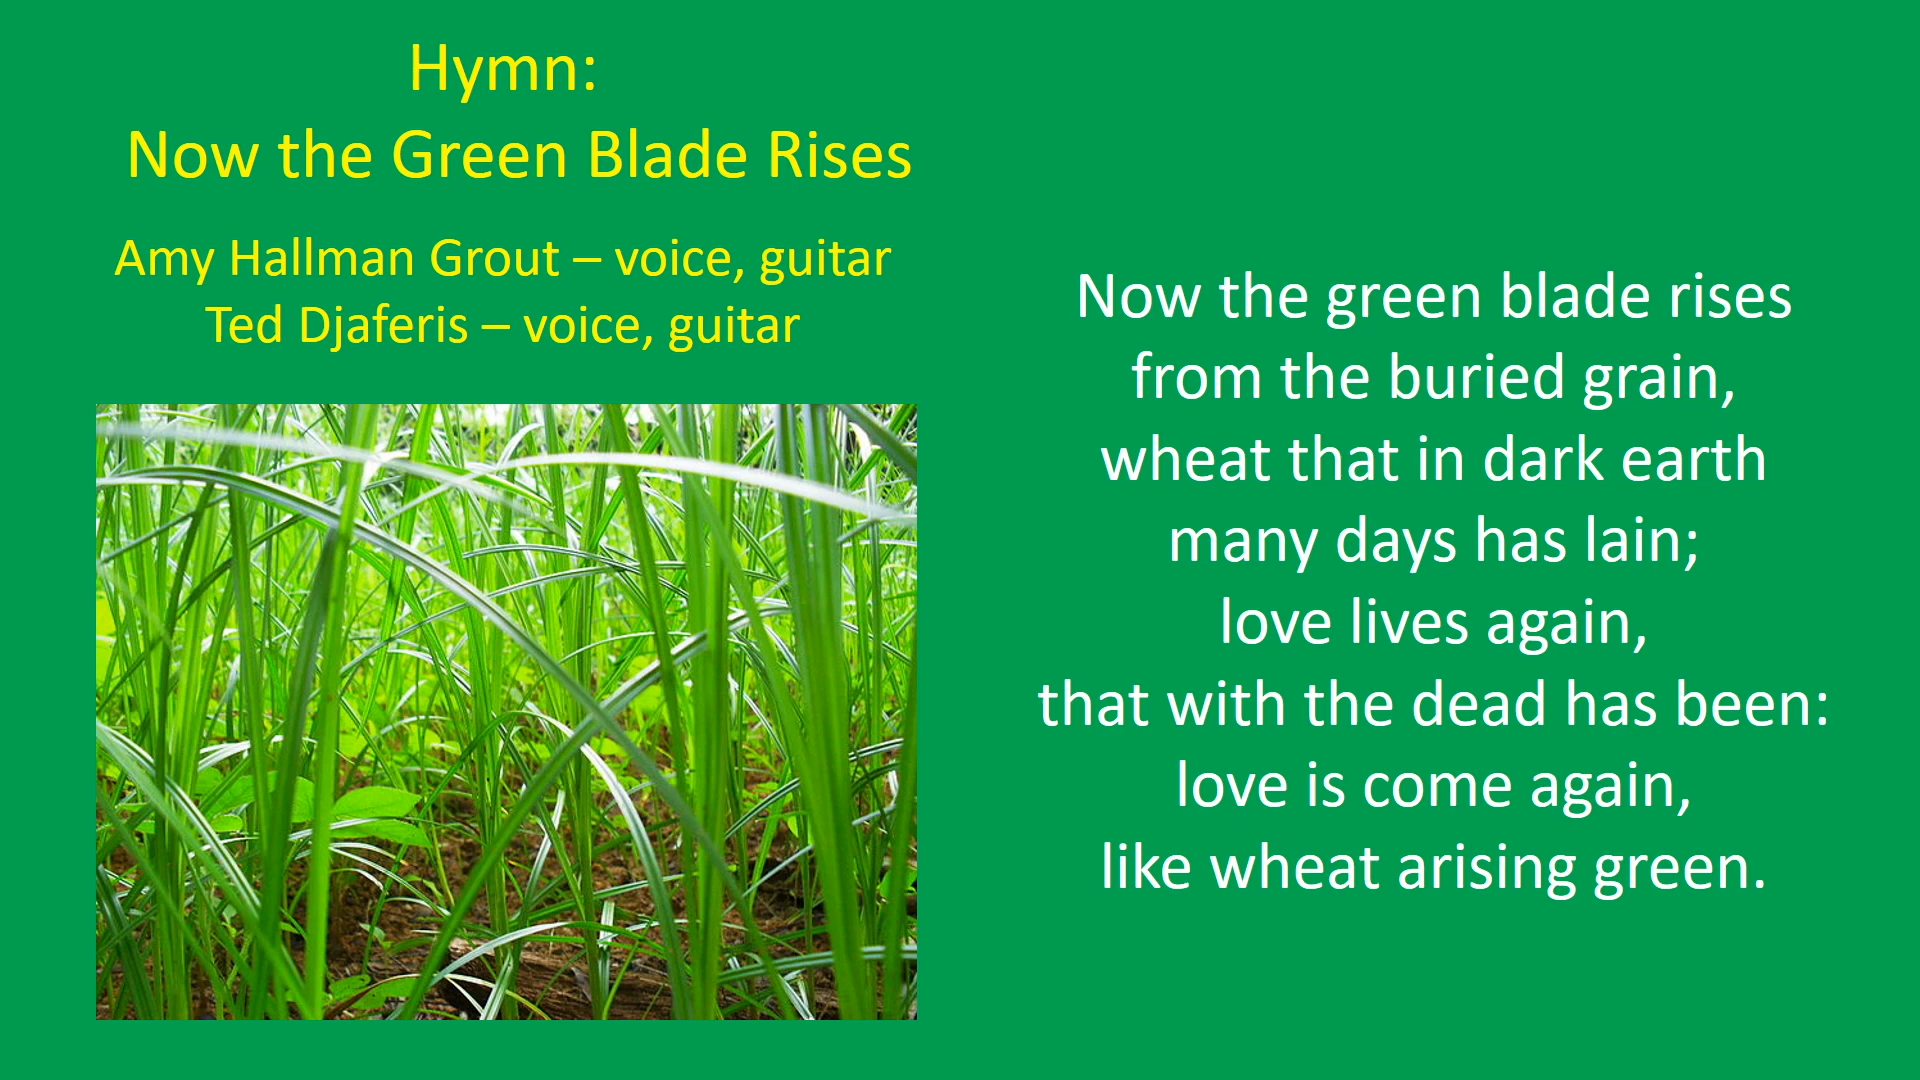 Hymn:
Now the Green Blade Rises
Amy Hallman Grout – voice, guitar
Ted Djaferis – voice, guitar
Now the green blade rises
from the buried grain,
wheat that in dark earth
many days has lain;
love lives again,
that with the dead has been:
love is come again,
like wheat arising green.